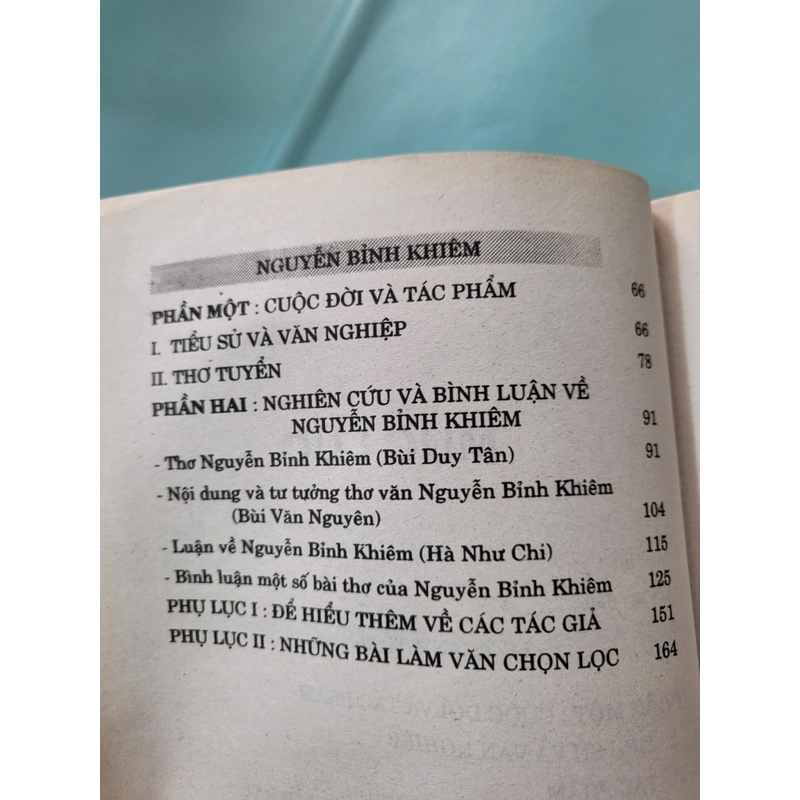 NGUYỄN BỈNH KHIÊM
PHẦN MỘT : CUỘC ĐỜI VÀ TÁC PHẨM 66
I. TIỂU SỬ VÀ VĂN NGHIỆP 66
II. THƠ TUYỂN 78
PHẦN HAI : NGHIÊN CỨU VÀ BÌNH LUẬN VỀ
NGUYỄN BỈNH KHIÊM 91
- Thơ Nguyễn Bỉnh Khiêm (Bùi Duy Tân) 91
- Nội dung và tư tưởng thơ văn Nguyễn Bỉnh Khiêm
(Bùi Văn Nguyên) 104
- Luận về Nguyễn Bỉnh Khiêm (Hà Như Chi) 115
- Bình luận một số bài thơ của Nguyễn Bỉnh Khiêm 125
PHỤ LỤC I : ĐỂ HIỂU THÊM VỀ CÁC TÁC GIẢ 151
PHỤ LỤC II : NHỮNG BÀI LÀM VĂN CHỌN LỌC 164